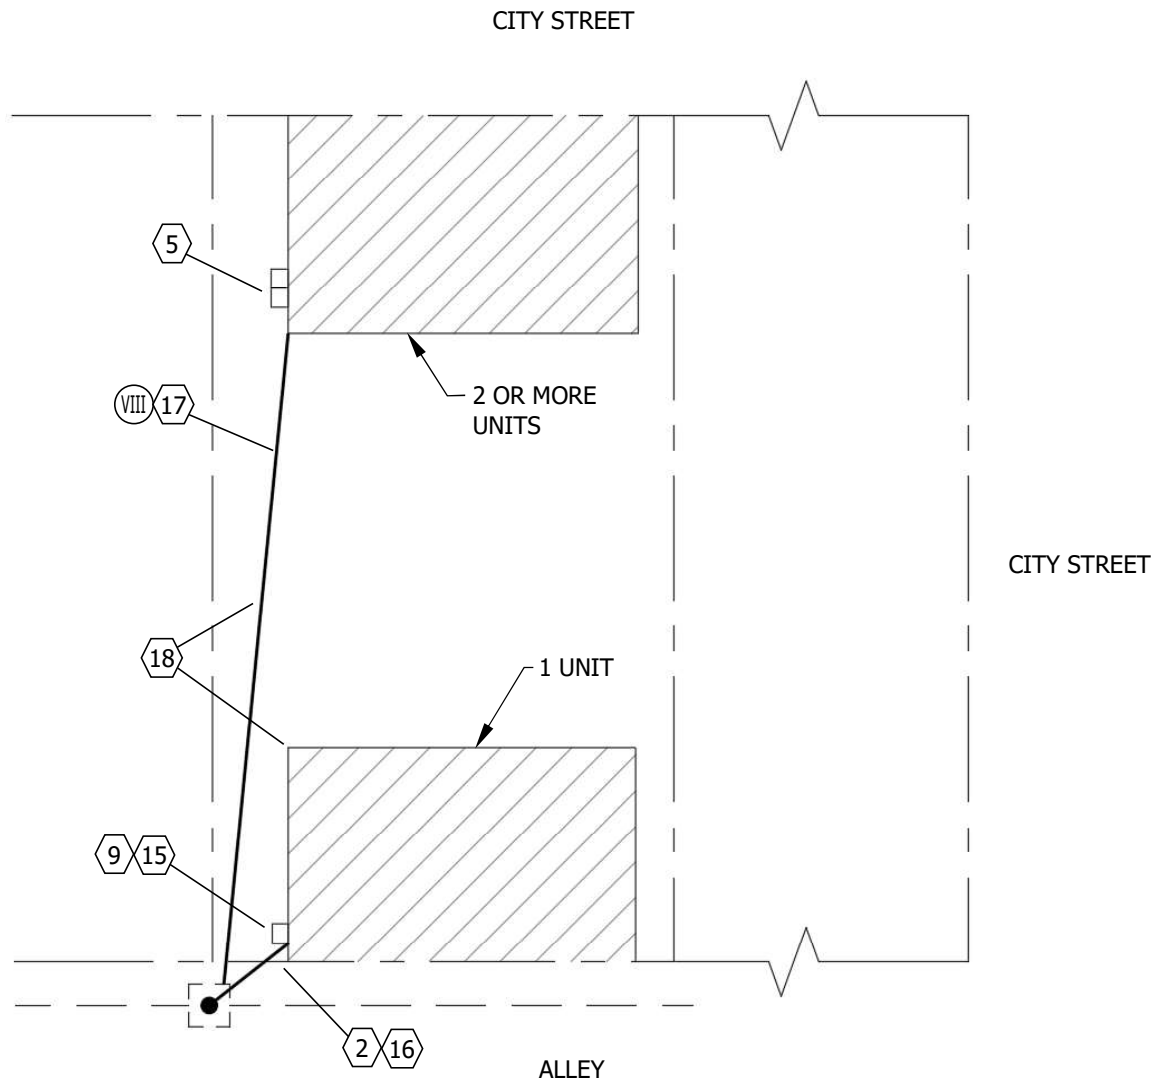 CITY STREET
5
VIII 17
2 OR MORE
UNITS
CITY STREET
18
1 UNIT
9 15
2 16
ALLEY